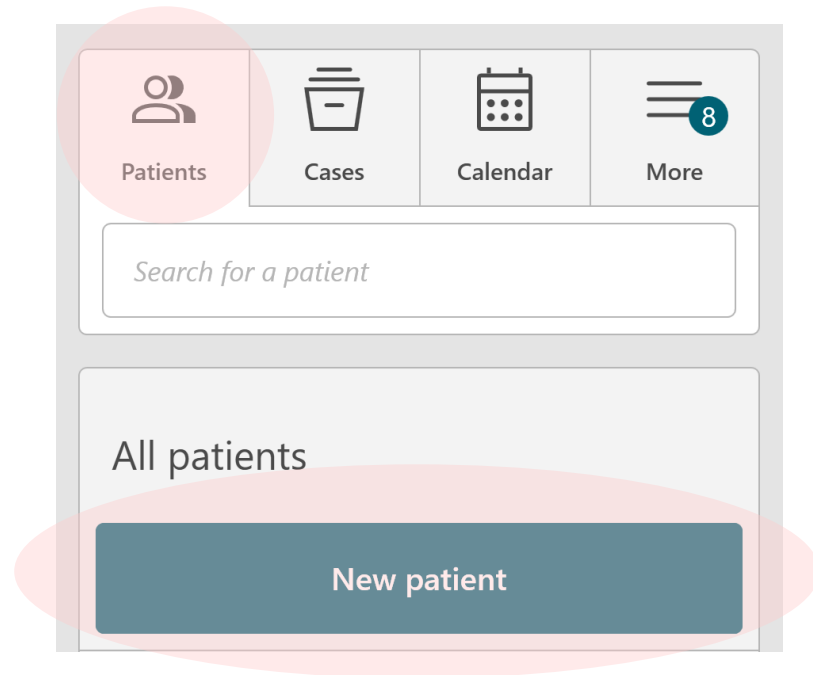 8
Patients Cases Calendar More
Search for a patient
All patients
New patient